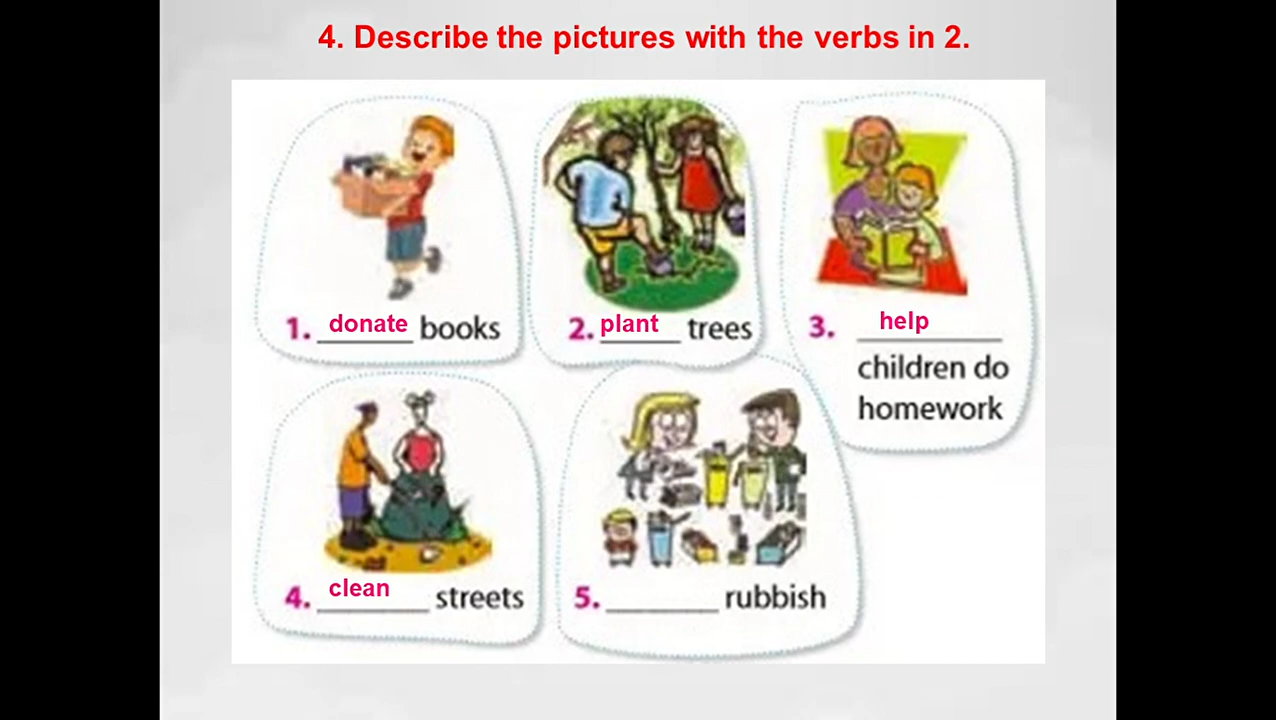 4. Describe the pictures with the verbs in 2.
1. donate books
2. plant trees
3. help
children do
homework
4. clean streets
5. ________ rubbish